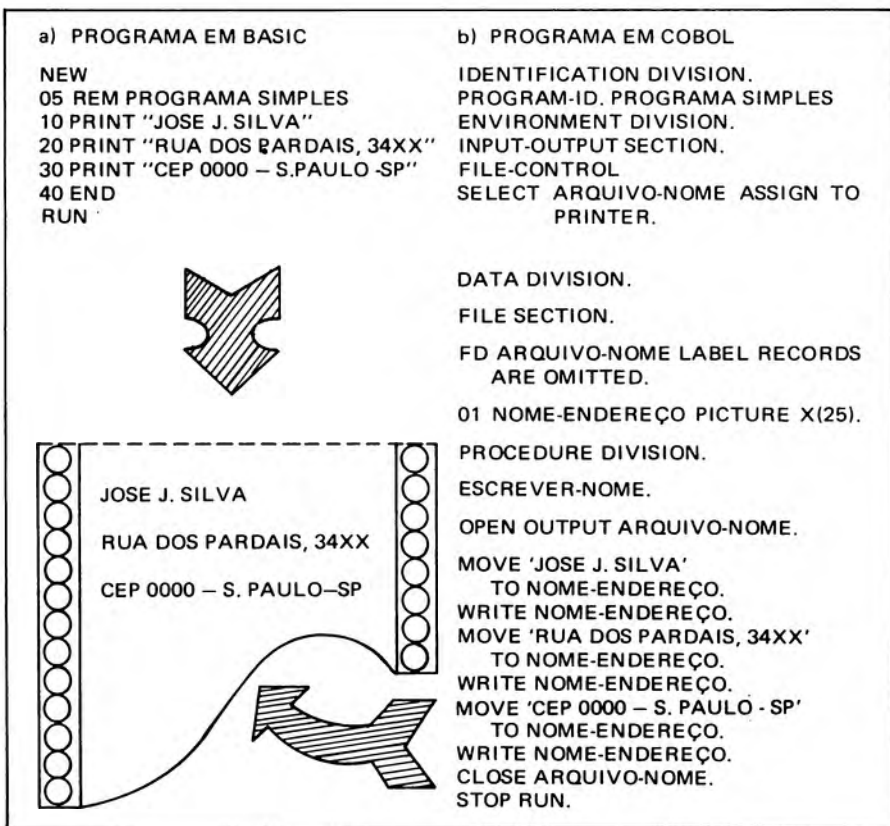 a) PROGRAMA EM BASIC
NEW
05 REM PROGRAMA SIMPLES
10 PRINT "JOSE J. SILVA"
20 PRINT "RUA DOS PARDAIS, 34XX"
30 PRINT "CEP 0000 – S.PAULO -SP"
40 END
RUN
JOSE J. SILVA
RUA DOS PARDAIS, 34XX
CEP 0000 – S. PAULO–SP
b) PROGRAMA EM COBOL
IDENTIFICATION DIVISION.
PROGRAM-ID. PROGRAMA SIMPLES
ENVIRONMENT DIVISION.
INPUT-OUTPUT SECTION.
FILE-CONTROL
SELECT ARQUIVO-NOME ASSIGN TO
PRINTER.
DATA DIVISION.
FILE SECTION.
FD ARQUIVO-NOME LABEL RECORDS
ARE OMITTED.
01 NOME-ENDEREÇO PICTURE X(25).
PROCEDURE DIVISION.
ESCREVER-NOME.
OPEN OUTPUT ARQUIVO-NOME.
MOVE 'JOSE J. SILVA'
TO NOME-ENDEREÇO.
WRITE NOME-ENDEREÇO.
MOVE 'RUA DOS PARDAIS, 34XX'
TO NOME-ENDEREÇO.
WRITE NOME-ENDEREÇO.
MOVE 'CEP 0000 – S. PAULO - SP'
TO NOME-ENDEREÇO.
WRITE NOME-ENDEREÇO.
CLOSE ARQUIVO-NOME.
STOP RUN.